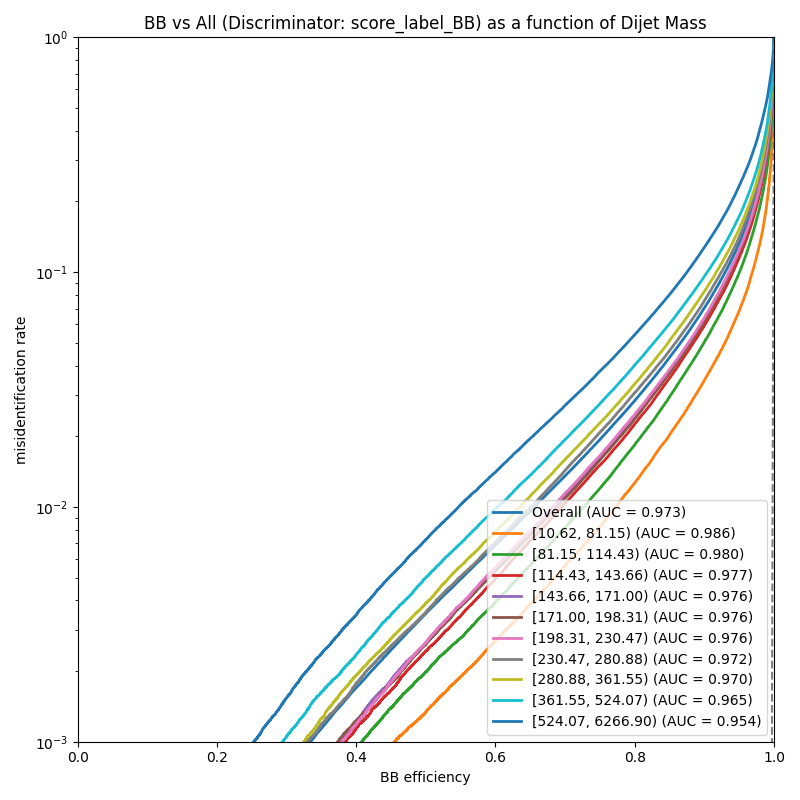 BB vs All (Discriminator: score_label_BB) as a function of Dijet Mass
10⁰
10⁻¹
10⁻²
10⁻³
misidentification rate
Overall (AUC = 0.973)
[10.62, 81.15) (AUC = 0.986)
[81.15, 114.43) (AUC = 0.980)
[114.43, 143.66) (AUC = 0.977)
[143.66, 171.00) (AUC = 0.976)
[171.00, 198.31) (AUC = 0.976)
[198.31, 230.47) (AUC = 0.976)
[230.47, 280.88) (AUC = 0.972)
[280.88, 361.55) (AUC = 0.970)
[361.55, 524.07) (AUC = 0.965)
[524.07, 6266.90) (AUC = 0.954)
0.0 0.2 0.4 0.6 0.8 1.0
BB efficiency